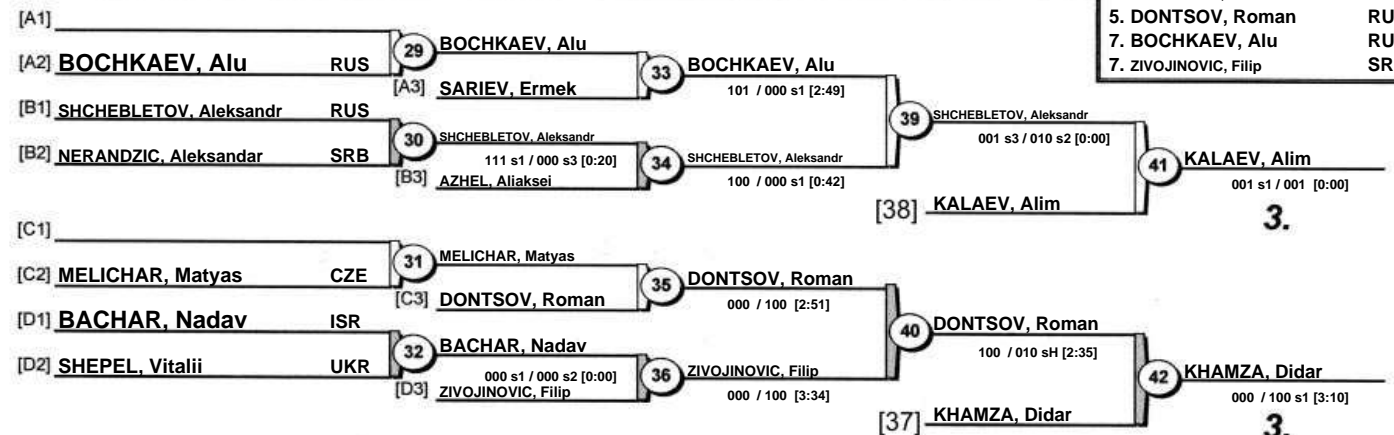 5. DONTSOV, Roman RU
7. BOCHKAEV, Alu RU
7. ZIVOJINOVIC, Filip SR
[A1]
[A2] BOCHKAEV, Alu RUS
29 BOCHKAEV, Alu
[A3] SARIEV, Ermek
33 BOCHKAEV, Alu
101 / 000 s1 [2:49]
[B1] SHCHEBLETOV, Aleksandr RUS
[B2] NERANDZIC, Aleksandar SRB
30 SHCHEBLETOV, Aleksandr
111 s1 / 000 s3 [0:20]
[B3] AZHEL, Aliaksei
34 SHCHEBLETOV, Aleksandr
100 / 000 s1 [0:42]
39 SHCHEBLETOV, Aleksandr
001 s3 / 010 s2 [0:00]
[38] KALAEV, Alim
41 KALAEV, Alim
001 s1 / 001 [0:00]
3.
[C1]
[C2] MELICHAR, Matyas CZE
31 MELICHAR, Matyas
[C3] DONTSOV, Roman
35 DONTSOV, Roman
000 / 100 [2:51]
[D1] BACHAR, Nadav ISR
[D2] SHEPEL, Vitalii UKR
32 BACHAR, Nadav
000 s1 / 000 s2 [0:00]
[D3] ZIVOJINOVIC, Filip
36 ZIVOJINOVIC, Filip
000 / 100 [3:34]
40 DONTSOV, Roman
100 / 010 sH [2:35]
[37] KHAMZA, Didar
42 KHAMZA, Didar
000 / 100 s1 [3:10]
3.